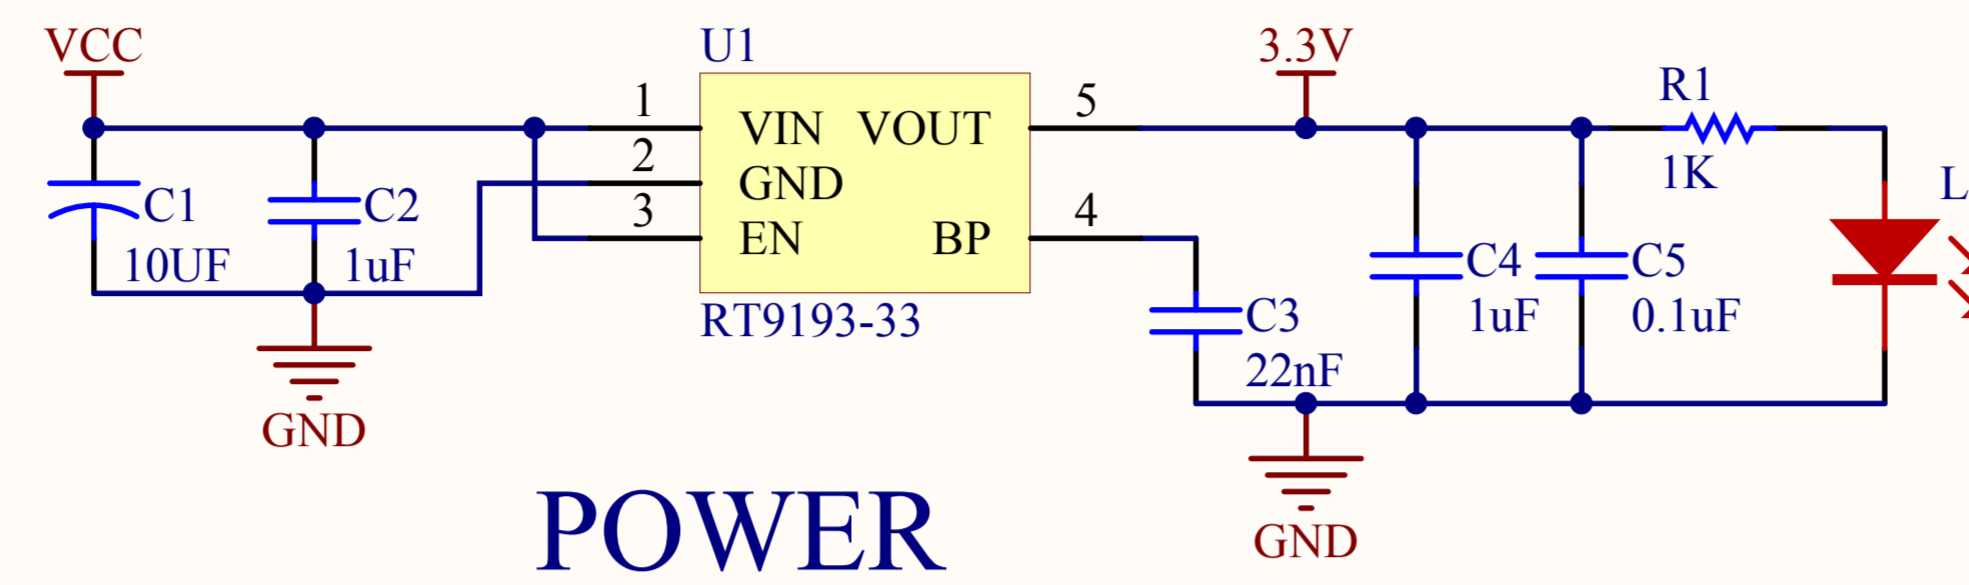 VCC
C1
10UF
C2
1uF
GND
U1
1
2
3
VIN
GND
EN
VOUT
BP
5
4
RT9193-33
3.3V
C3
22nF
C4
1uF
C5
0.1uF
R1
1K
L
GND
POWER